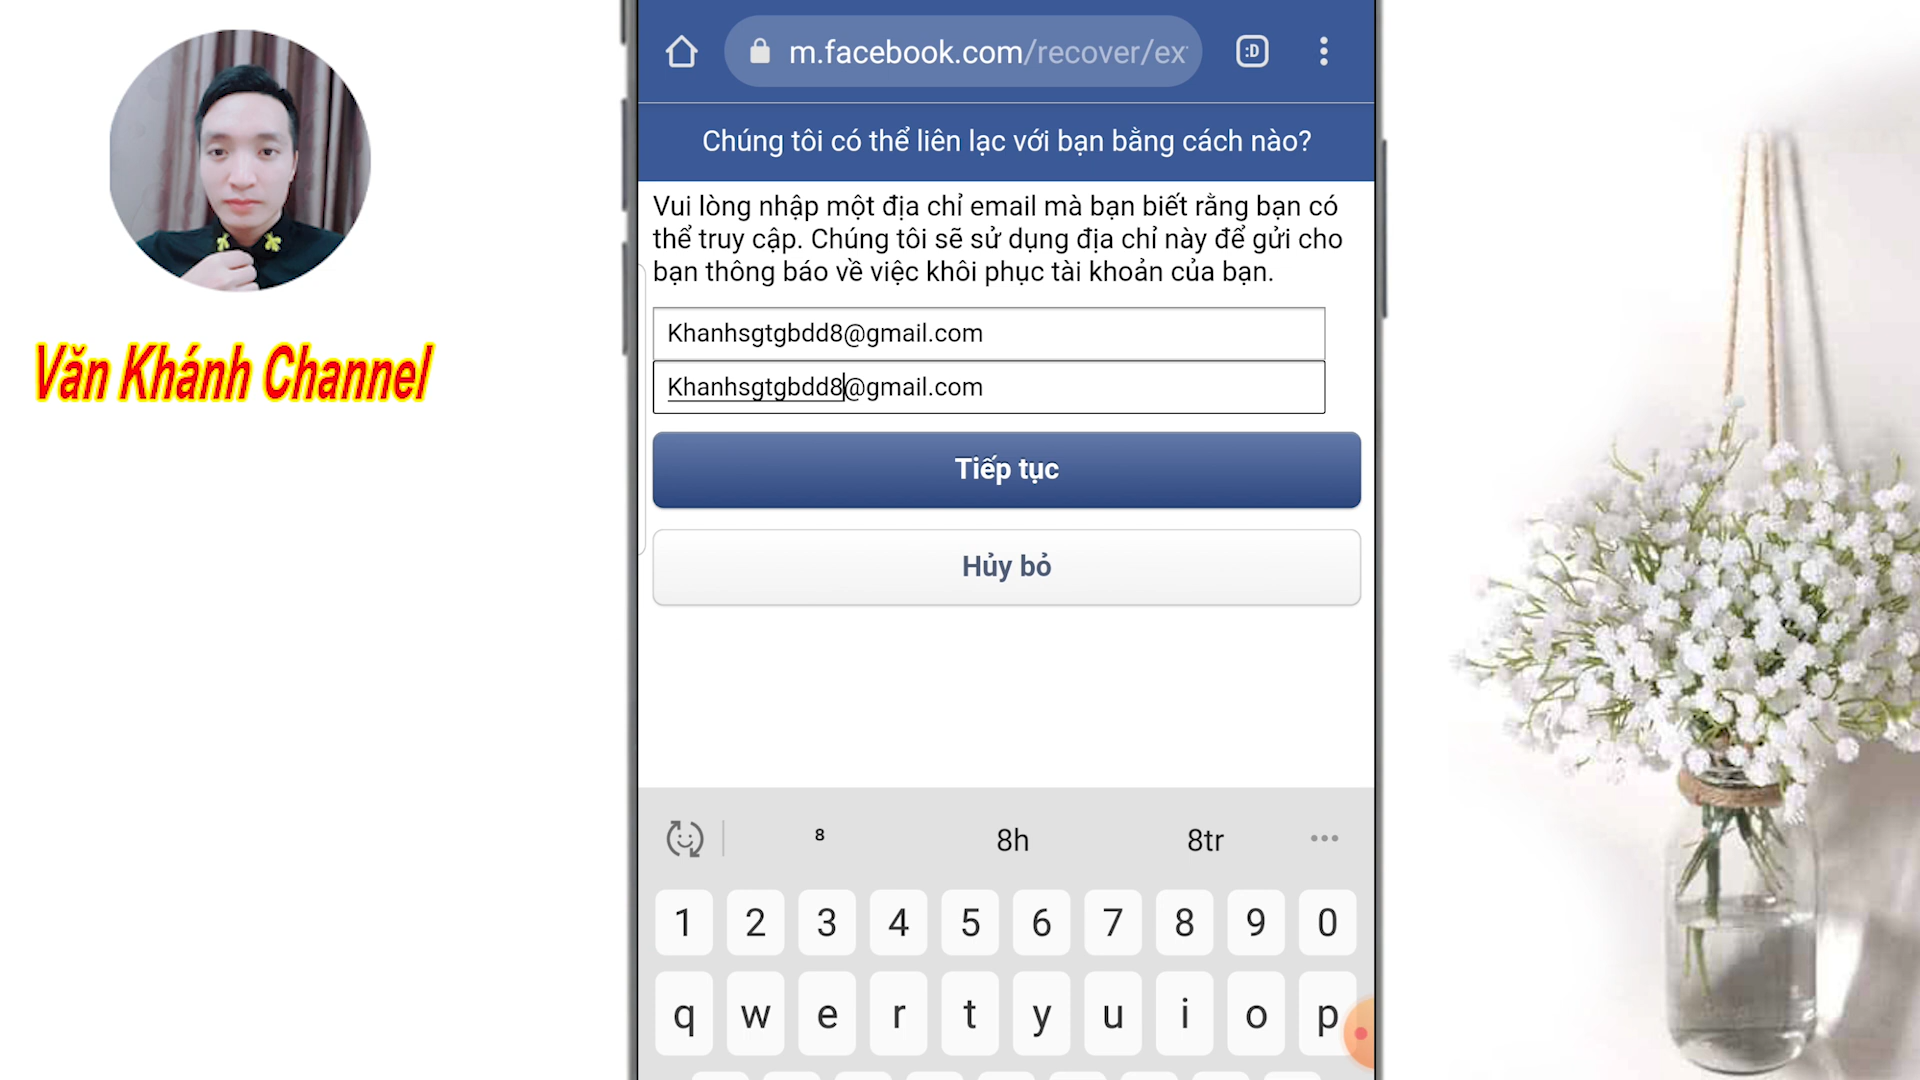 Văn Khánh Channel
m.facebook.com/recover/ex
:D
Chúng tôi có thể liên lạc với bạn bằng cách nào?
Vui lòng nhập một địa chỉ email mà bạn biết rằng bạn có
thể truy cập. Chúng tôi sẽ sử dụng địa chỉ này để gửi cho
bạn thông báo về việc khôi phục tài khoản của bạn.
Khanhsgtgbdd8@gmail.com
Khanhsgtgbdd8@gmail.com
Tiếp tục
Hủy bỏ
⁸ 8h 8tr
1 2 3 4 5 6 7 8 9 0
q w e r t y u i o p